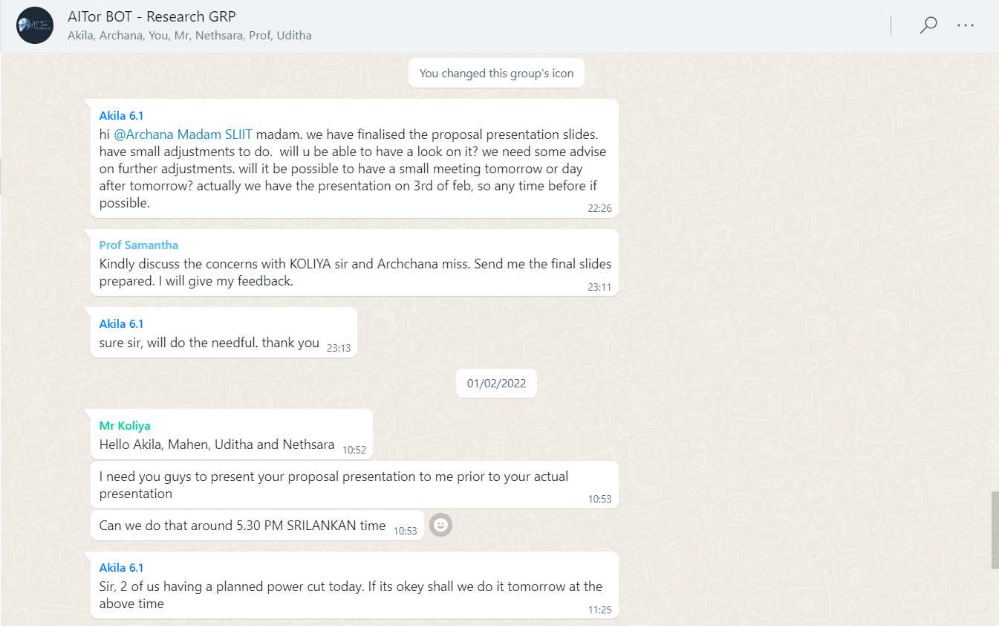 AITor BOT - Research GRP
Akila, Archana, You, Mr, Nethsara, Prof, Uditha
You changed this group's icon
Akila 6.1
hi @Archana Madam SLIIT madam. we have finalised the proposal presentation slides.
have small adjustments to do.  will u be able to have a look on it? we need some advise
on further adjustments. will it be possible to have a small meeting tomorrow or day
after tomorrow? actually we have the presentation on 3rd of feb, so any time before if
possible.
22:26
Prof Samantha
Kindly discuss the concerns with KOLIYA sir and Archchana miss. Send me the final slides
prepared. I will give my feedback.
23:11
Akila 6.1
sure sir, will do the needful. thank you 23:13
01/02/2022
Mr Koliya
Hello Akila, Mahen, Uditha and Nethsara 10:52
I need you guys to present your proposal presentation to me prior to your actual
presentation
10:53
Can we do that around 5.30 PM SRILANKAN time 10:53
Akila 6.1
Sir, 2 of us having a planned power cut today. If its okey shall we do it tomorrow at the
above time
11:25